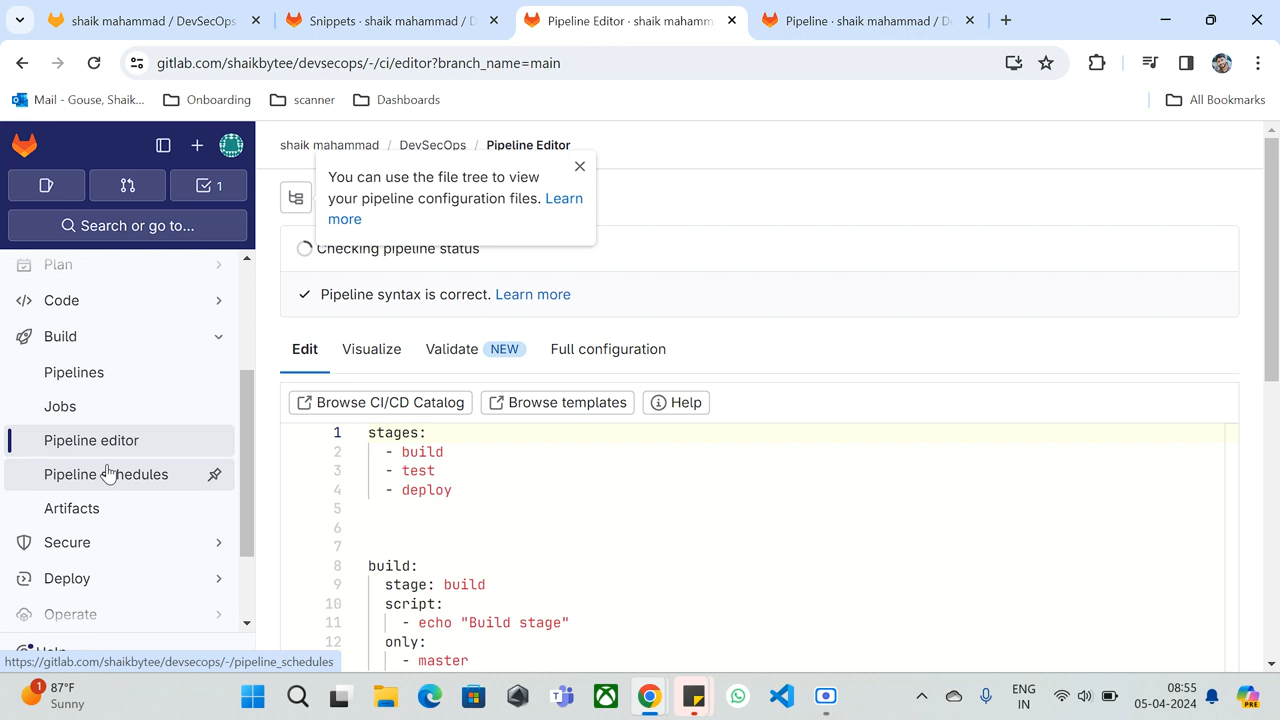 shaik mahammad / DevSecOps
Snippets · shaik mahammad / D
Pipeline Editor · shaik mahamm
Pipeline · shaik mahammad / De
gitlab.com/shaikbytee/devsecops/-/ci/editor?branch_name=main
Mail - Gouse, Shaik...
Onboarding
scanner
Dashboards
All Bookmarks
1
Search or go to...
Plan
Code
Build
Pipelines
Jobs
Pipeline editor
Pipeline schedules
Artifacts
Secure
Deploy
Operate
Help
https://gitlab.com/shaikbytee/devsecops/-/pipeline_schedules
shaik mahammad / DevSecOps / Pipeline Editor
You can use the file tree to view
your pipeline configuration files. Learn
more
Checking pipeline status
Pipeline syntax is correct. Learn more
Edit
Visualize
Validate NEW
Full configuration
Browse CI/CD Catalog
Browse templates
Help
1 stages:
2 - build
3 - test
4 - deploy
5
6
7
8 build:
9 stage: build
10 script:
11 - echo "Build stage"
12 only:
- master
1
87°F
Sunny
ENG
IN
08:55
05-04-2024
PRE